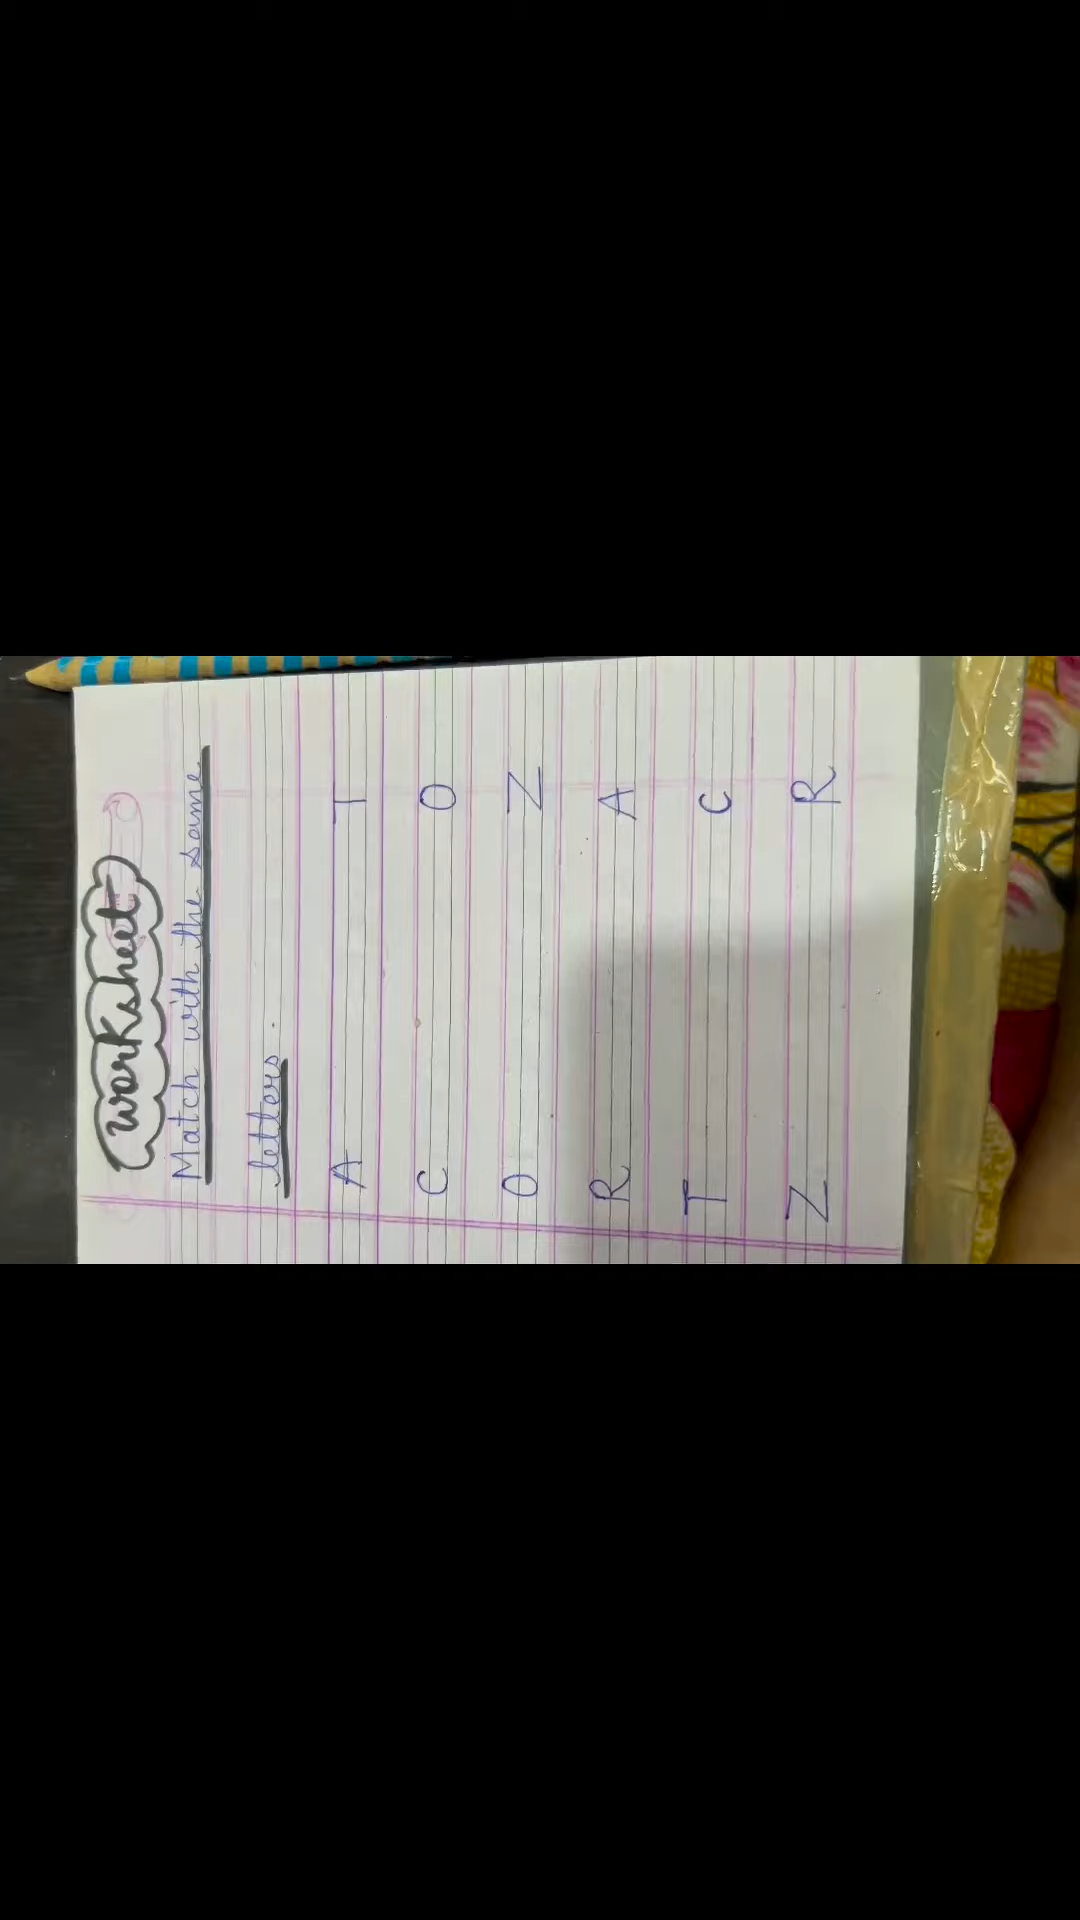 Worksheet
Match with the same
letters.
A T
C O
O Z
R A
T C
Z R